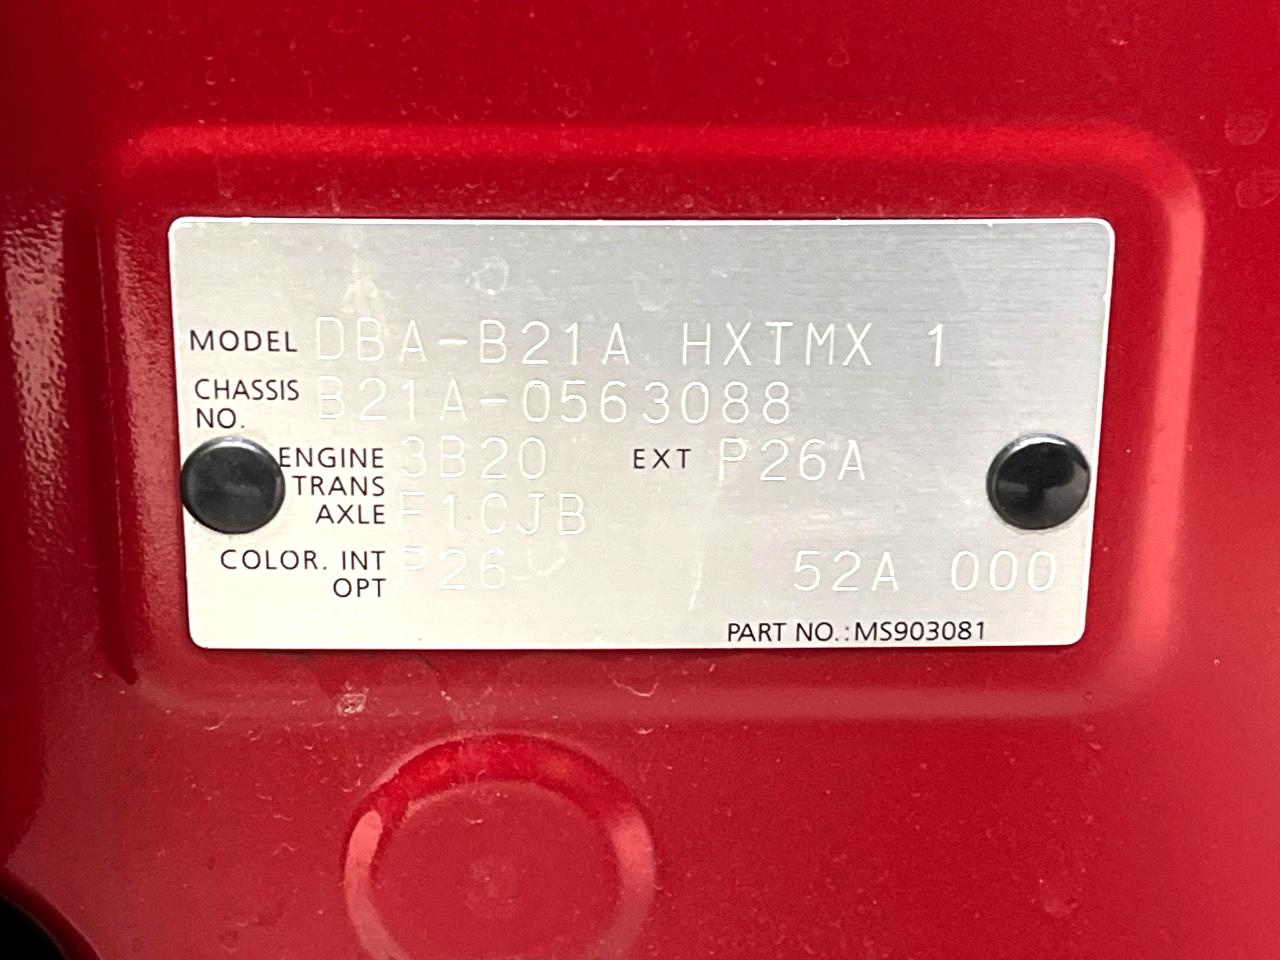 MODEL DBA-B21A HXTMX 1
CHASSIS NO. B21A-0563088
ENGINE 3B20 EXT P26A
TRANS AXLE F1CJB
COLOR. INT OPT P26 52A 000
PART NO.:MS903081